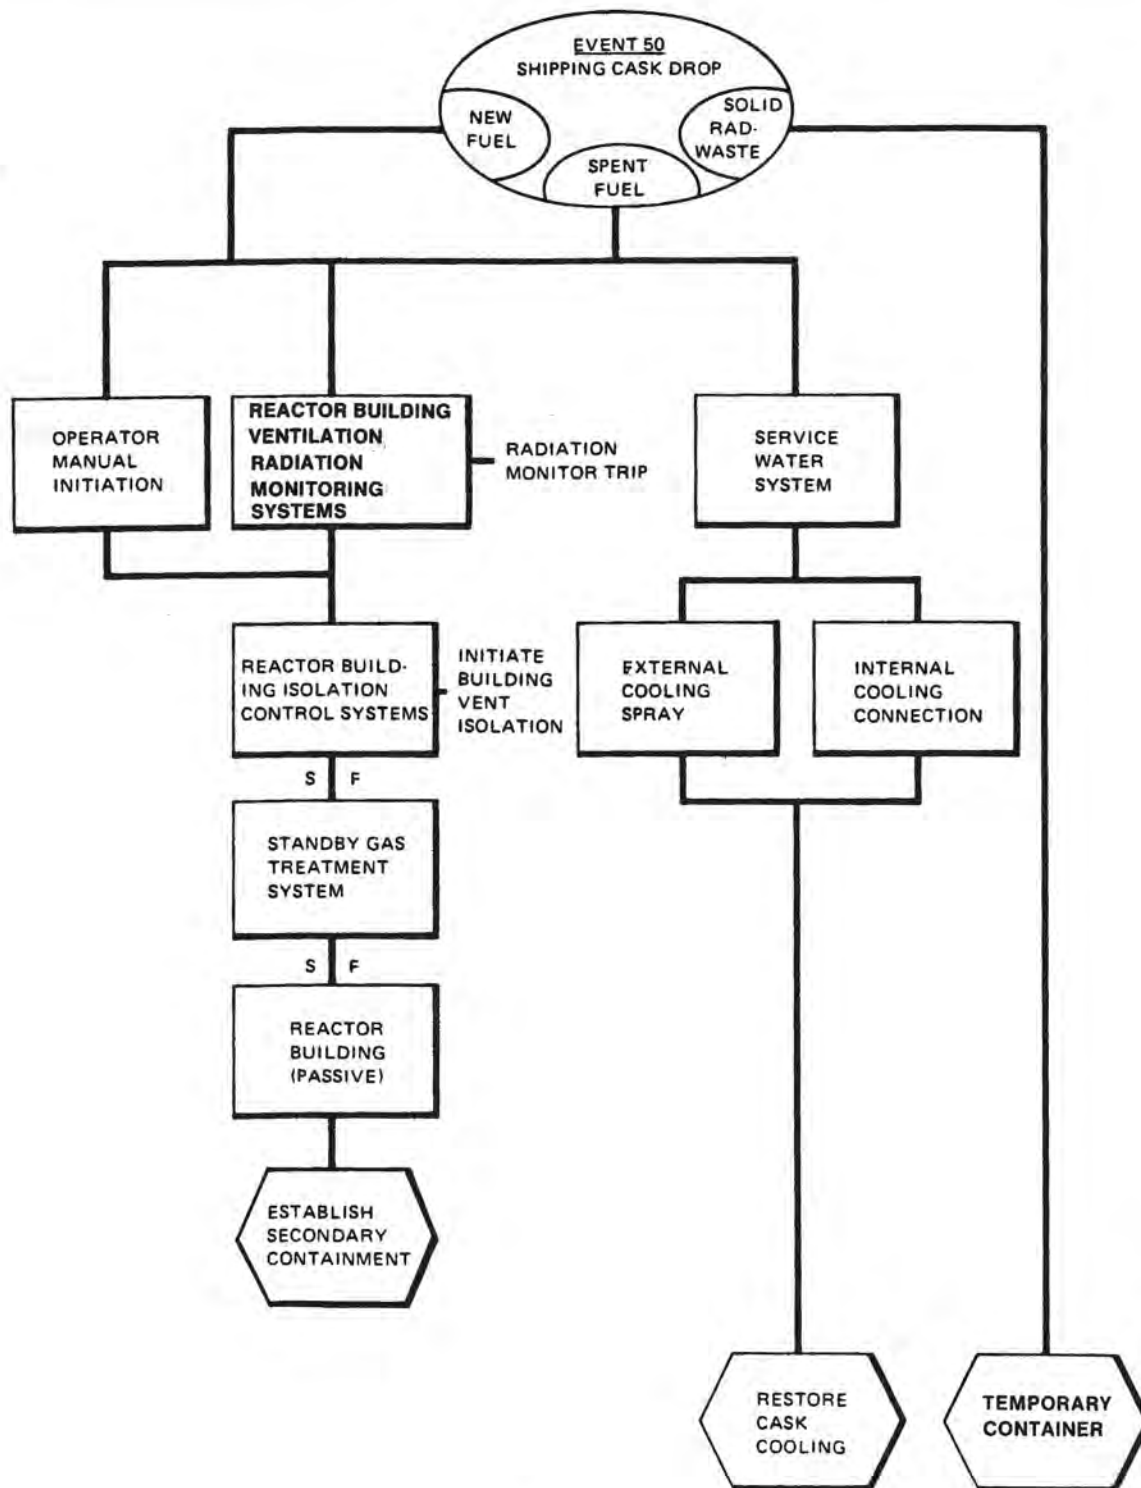 EVENT 50
SHIPPING CASK DROP
NEW
FUEL
SPENT
FUEL
SOLID
RAD-
WASTE
OPERATOR
MANUAL
INITIATION
REACTOR BUILDING
VENTILATION
RADIATION
MONITORING
SYSTEMS
RADIATION
MONITOR TRIP
SERVICE
WATER
SYSTEM
REACTOR BUILD-
ING ISOLATION
CONTROL SYSTEMS
INITIATE
BUILDING
VENT
ISOLATION
EXTERNAL
COOLING
SPRAY
INTERNAL
COOLING
CONNECTION
S F
STANDBY GAS
TREATMENT
SYSTEM
S F
REACTOR
BUILDING
(PASSIVE)
ESTABLISH
SECONDARY
CONTAINMENT
RESTORE
CASK
COOLING
TEMPORARY
CONTAINER